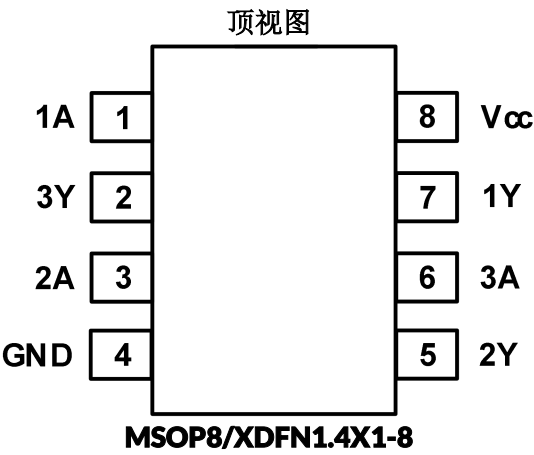 顶视图
1A 1 8 Vcc
3Y 2 7 1Y
2A 3 6 3A
GND 4 5 2Y
MSOP8/XDFN1.4X1-8